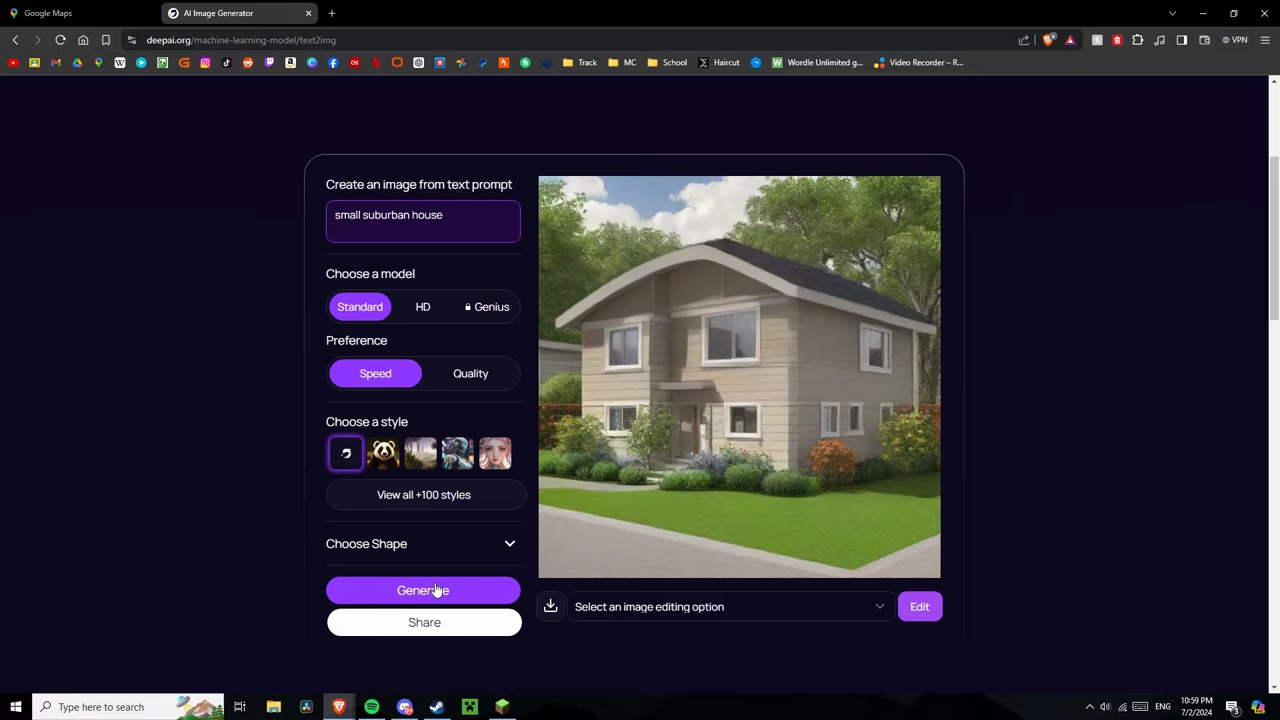 Google Maps
AI Image Generator
deepai.org/machine-learning-model/text2img
VPN
Track
MC
School
Haircut
Wordle Unlimited g...
Video Recorder – R...
Create an image from text prompt
small suburban house
Choose a model
Standard
HD
Genius
Preference
Speed
Quality
Choose a style
View all +100 styles
Choose Shape
Generate
Share
Select an image editing option
Edit
Type here to search
ENG
10:59 PM
7/2/2024
3